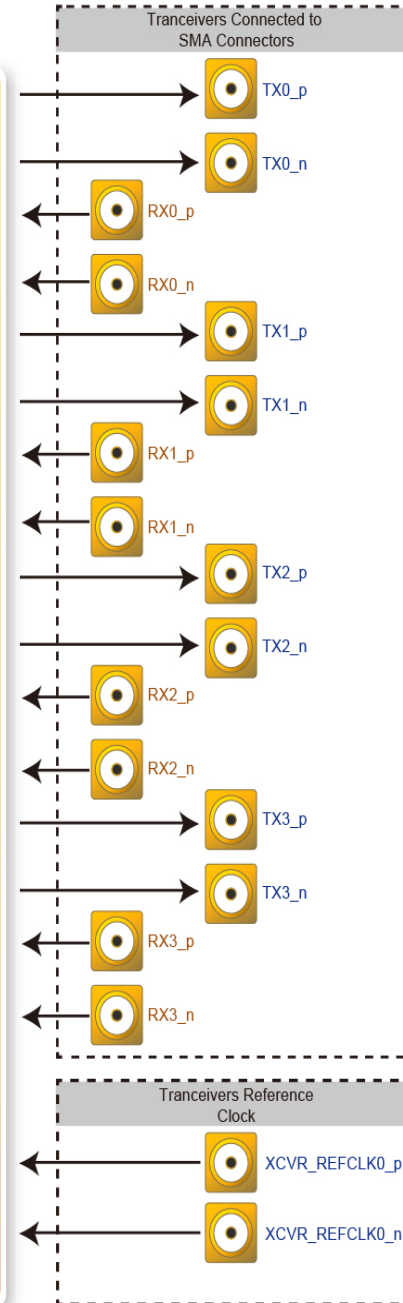 Tranceivers Connected to
SMA Connectors
TX0_p
TX0_n
RX0_p
RX0_n
TX1_p
TX1_n
RX1_p
RX1_n
TX2_p
TX2_n
RX2_p
RX2_n
TX3_p
TX3_n
RX3_p
RX3_n
Tranceivers Reference
Clock
XCVR_REFCLK0_p
XCVR_REFCLK0_n